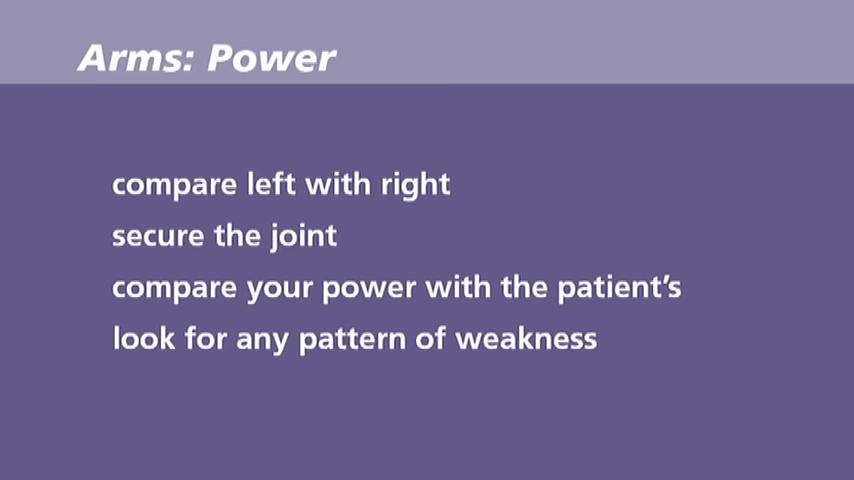 Arms: Power
compare left with right
secure the joint
compare your power with the patient’s
look for any pattern of weakness